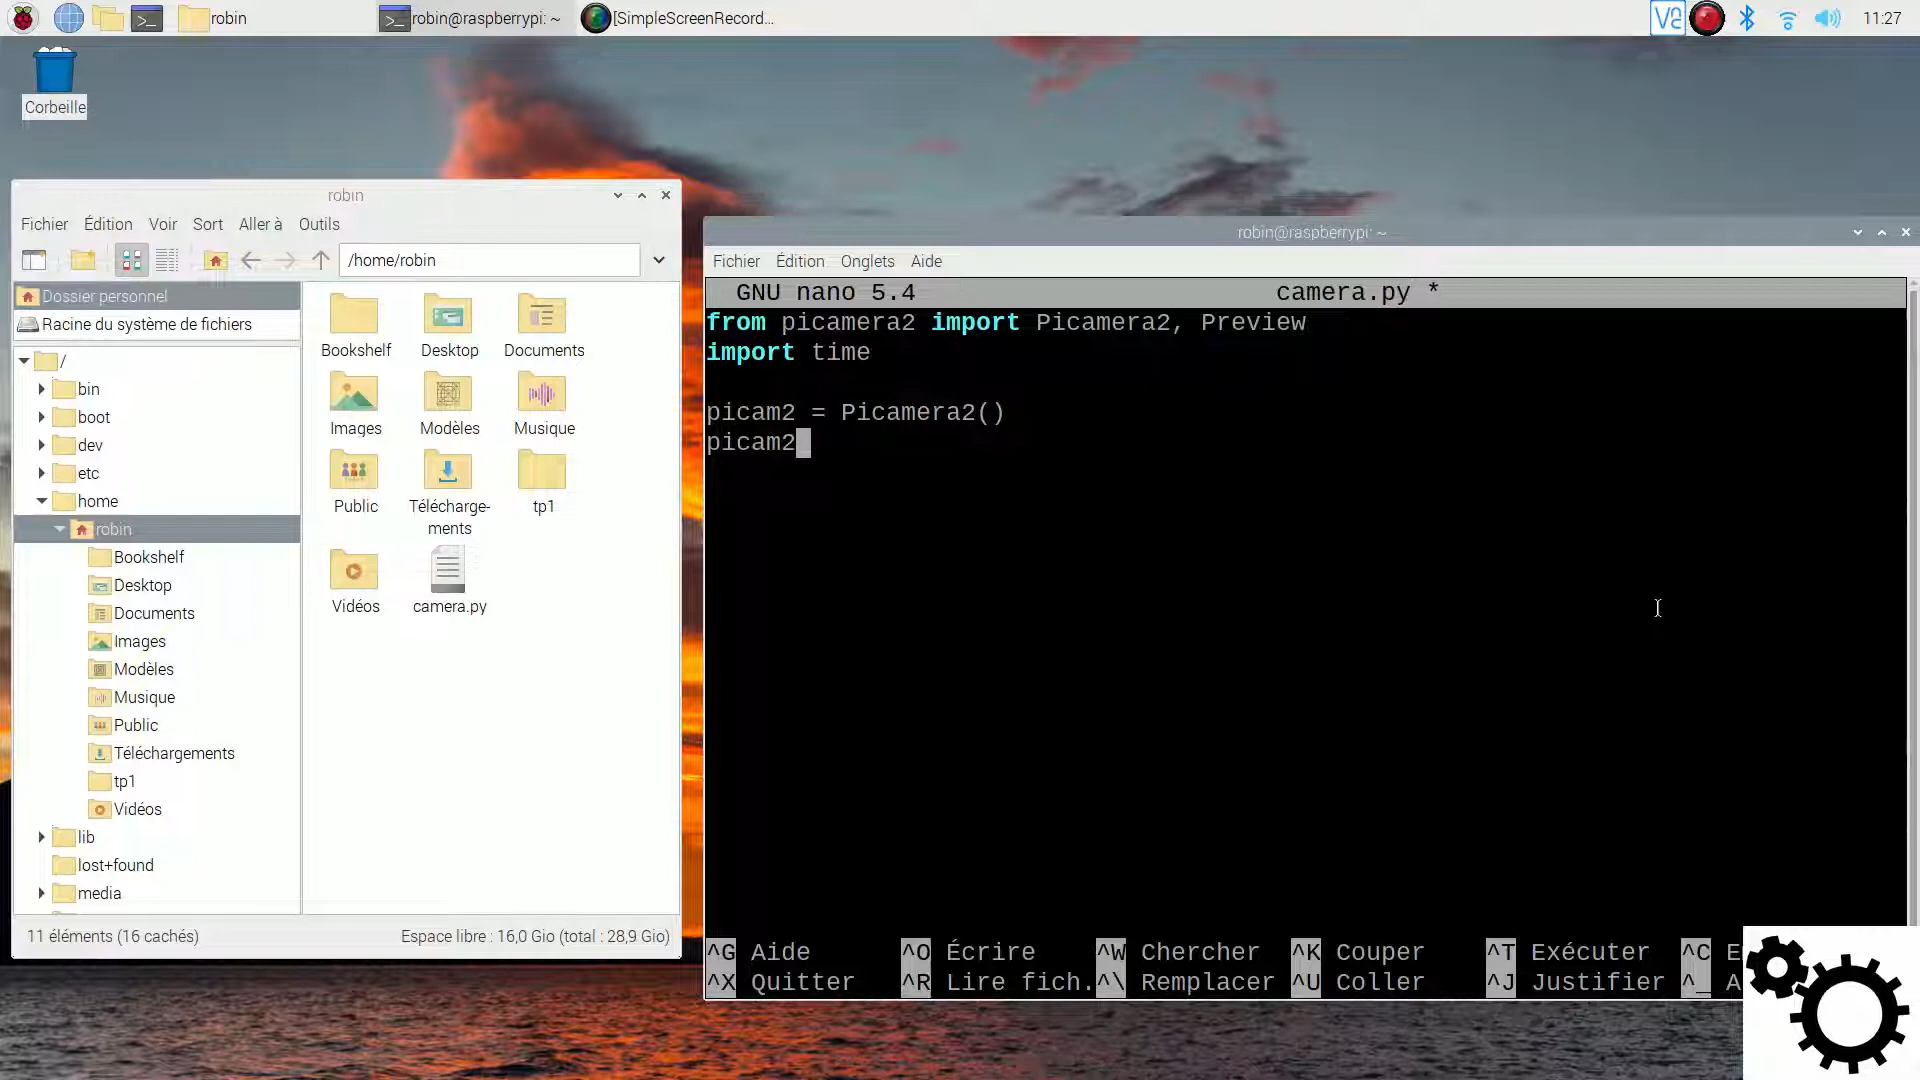 robin
robin@raspberrypi: ~
[SimpleScreenRecord...
11:27
Corbeille
robin
Fichier Édition Voir Sort Aller à Outils
/home/robin
Dossier personnel
Racine du système de fichiers
/
bin
boot
dev
etc
home
robin
Bookshelf
Desktop
Documents
Images
Modèles
Musique
Public
Téléchargements
tp1
Vidéos
lib
lost+found
media
Bookshelf Desktop Documents
Images Modèles Musique
Public Télécharge-
ments tp1
Vidéos camera.py
11 éléments (16 cachés) Espace libre : 16,0 Gio (total : 28,9 Gio)
robin@raspberrypi: ~
Fichier Édition Onglets Aide
GNU nano 5.4 camera.py *
from picamera2 import Picamera2, Preview
import time
picam2 = Picamera2()
picam2
^G Aide ^O Écrire ^W Chercher ^K Couper ^T Exécuter ^C
^X Quitter ^R Lire fich. ^\ Remplacer ^U Coller ^J Justifier ^_